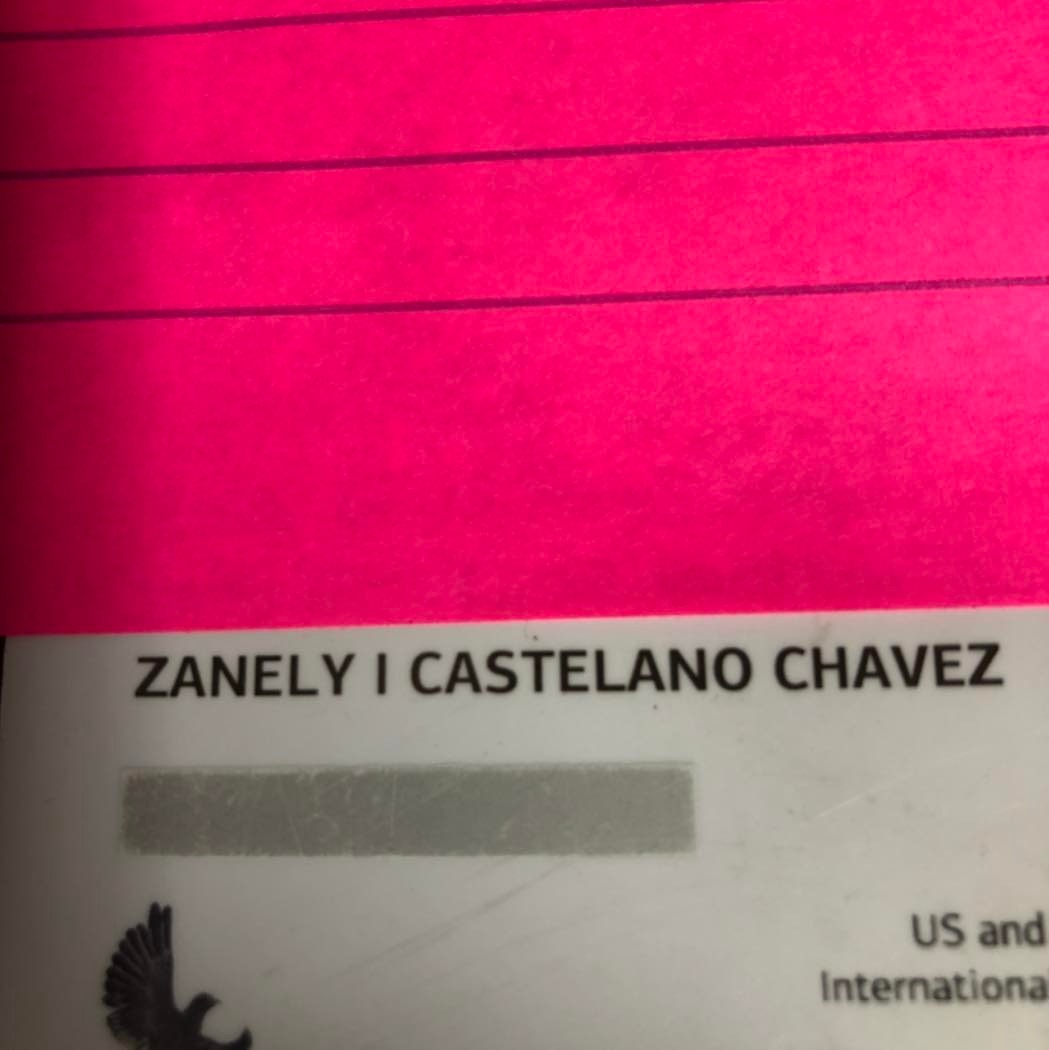 ZANELY I CASTELANO CHAVEZ
US and
Internationa